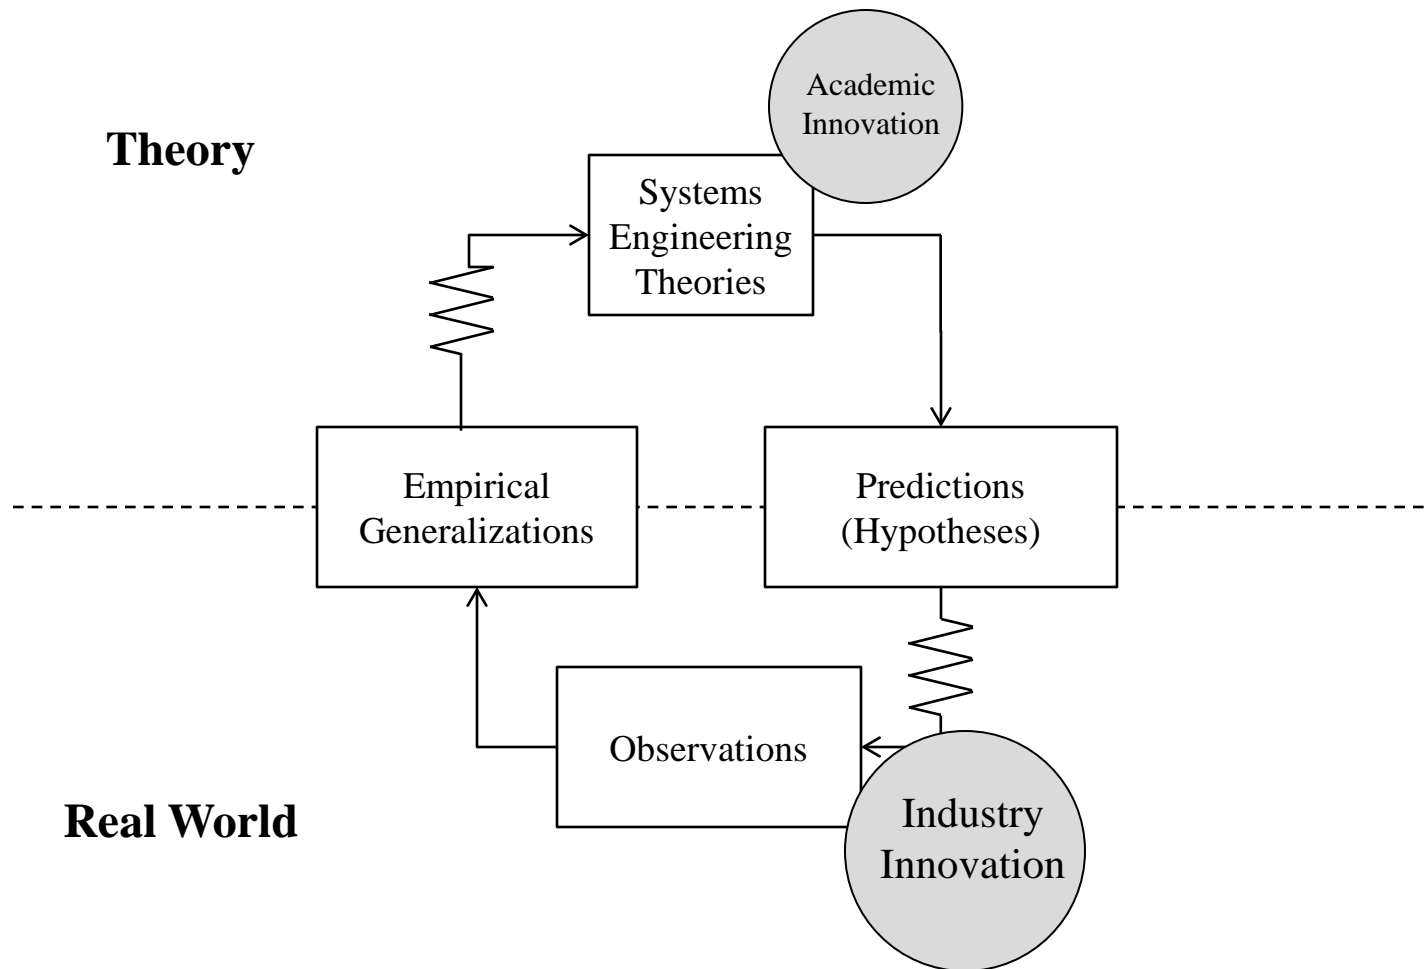 Academic
Innovation
Theory
Systems
Engineering
Theories
Empirical
Generalizations
Predictions
(Hypotheses)
Observations
Real World
Industry
Innovation